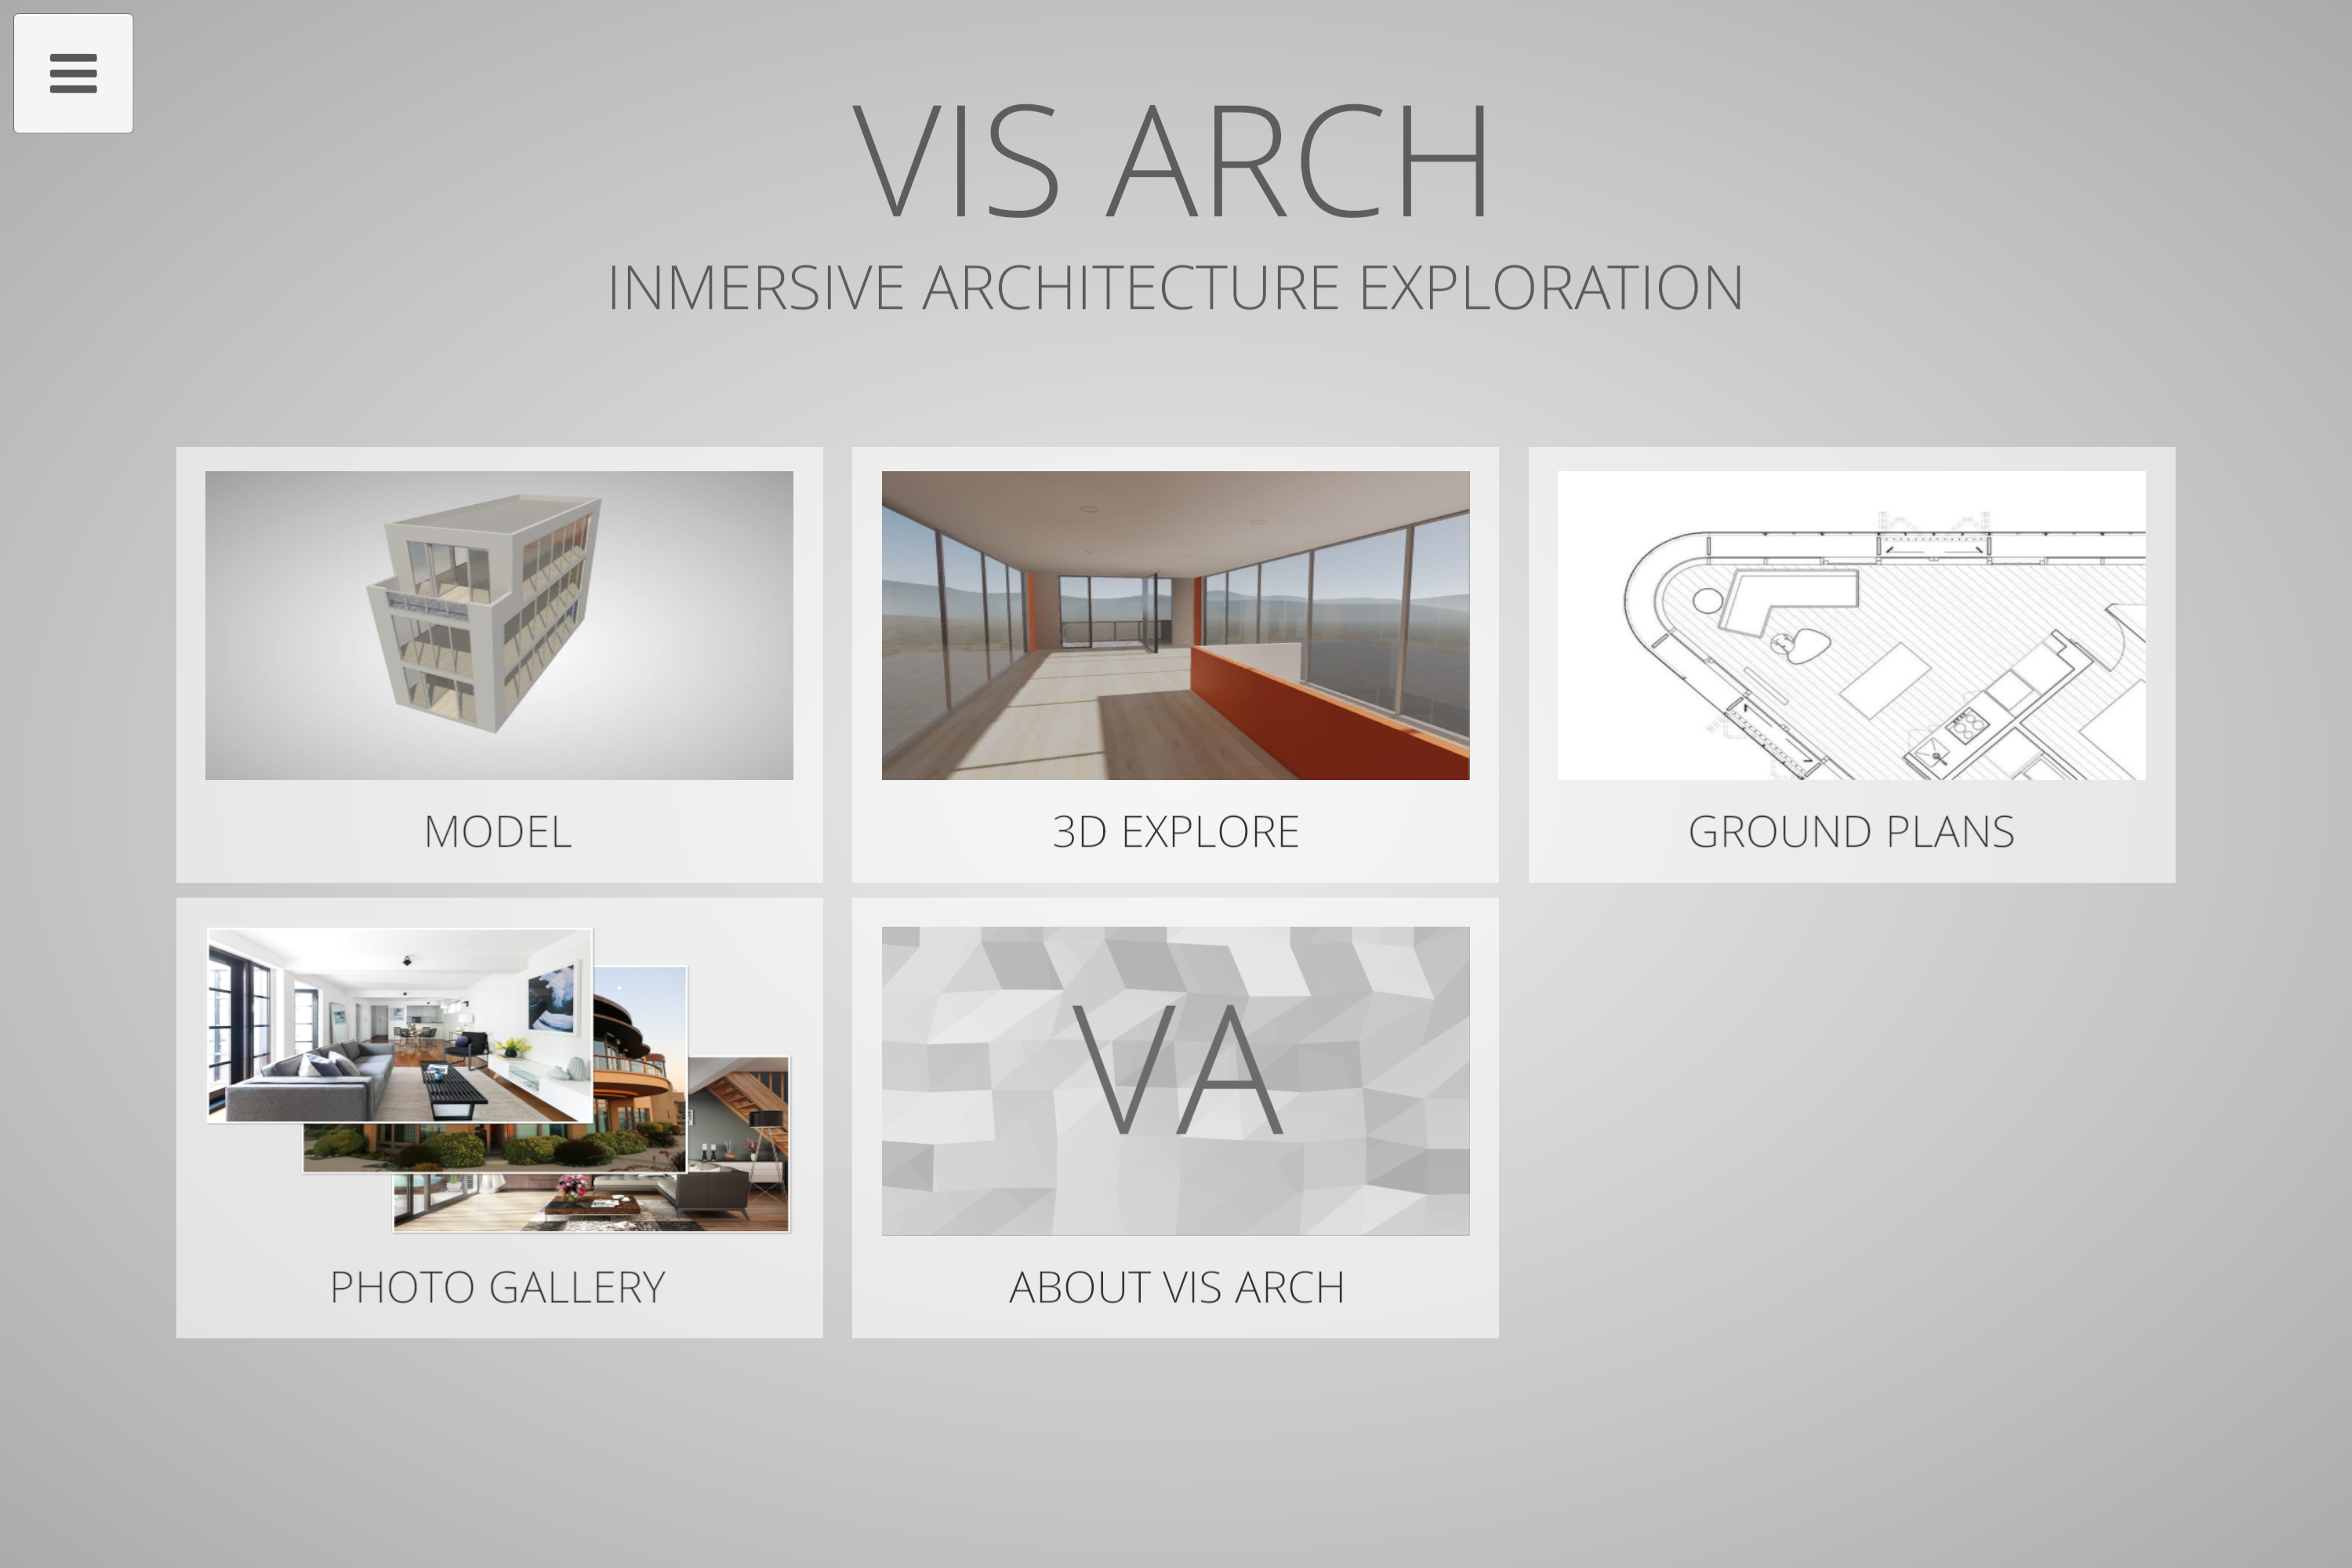 VIS ARCH
INMERSIVE ARCHITECTURE EXPLORATION
MODEL
3D EXPLORE
GROUND PLANS
VA
PHOTO GALLERY
ABOUT VIS ARCH